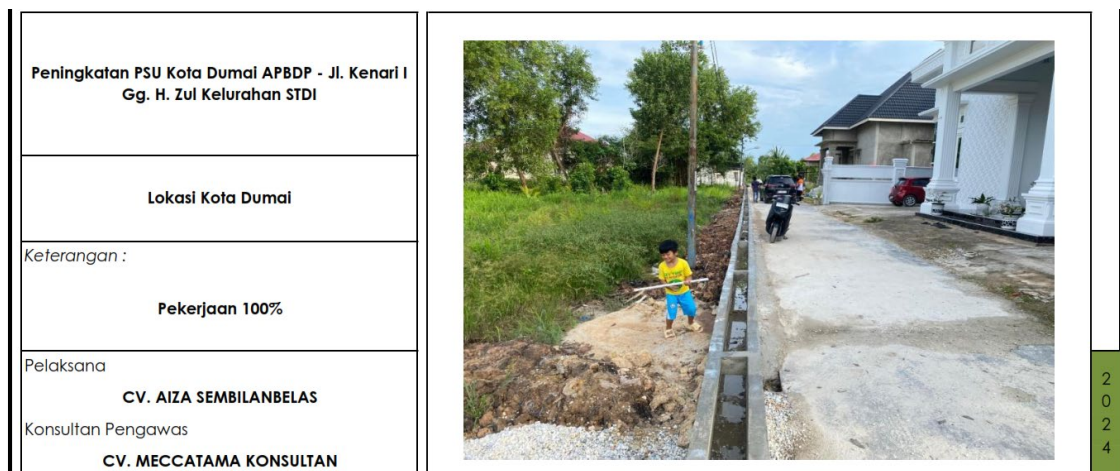 Peningkatan PSU Kota Dumai APBDP - Jl. Kenari I
Gg. H. Zul Kelurahan STDI
Lokasi Kota Dumai
Keterangan :
Pekerjaan 100%
Pelaksana
CV. AIZA SEMBILANBELAS
Konsultan Pengawas
CV. MECCATAMA KONSULTAN
2
0
2
4